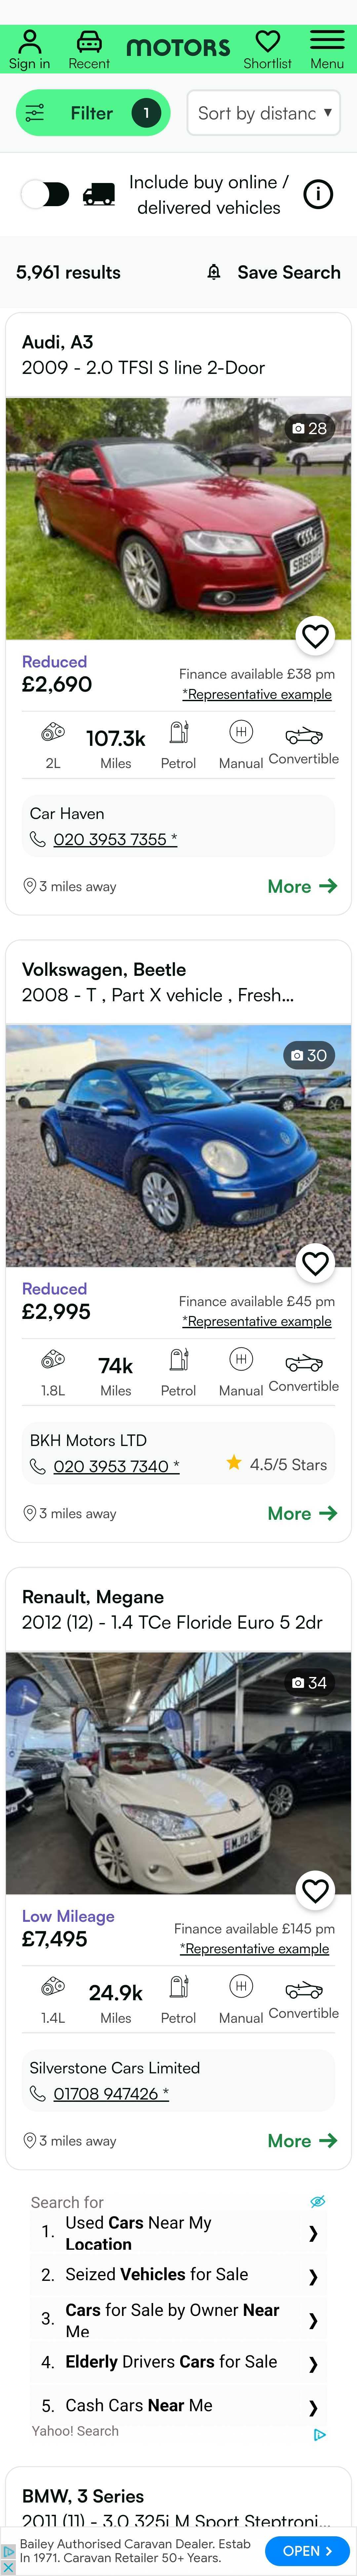 Sign in
Recent
MOTORS
Shortlist
Menu
Filter 1
Sort by distanc
Include buy online /
delivered vehicles
5,961 results
Save Search
Audi, A3
2009 - 2.0 TFSI S line 2-Door
28
Reduced
£2,690
Finance available £38 pm
*Representative example
107.3k
2L
Miles
Petrol
Manual
Convertible
Car Haven
020 3953 7355 *
3 miles away
More
Volkswagen, Beetle
2008 - T , Part X vehicle , Fresh...
30
Reduced
£2,995
Finance available £45 pm
*Representative example
74k
1.8L
Miles
Petrol
Manual
Convertible
BKH Motors LTD
020 3953 7340 *
4.5/5 Stars
3 miles away
More
Renault, Megane
2012 (12) - 1.4 TCe Floride Euro 5 2dr
34
Low Mileage
£7,495
Finance available £145 pm
*Representative example
24.9k
1.4L
Miles
Petrol
Manual
Convertible
Silverstone Cars Limited
01708 947426 *
3 miles away
More
Search for
1. Used Cars Near My
Location
2. Seized Vehicles for Sale
3. Cars for Sale by Owner Near
Me
4. Elderly Drivers Cars for Sale
5. Cash Cars Near Me
Yahoo! Search
BMW, 3 Series
2011 (11) - 3.0 325i M Sport Steptroni...
Bailey Authorised Caravan Dealer. Estab
In 1971. Caravan Retailer 50+ Years.
OPEN